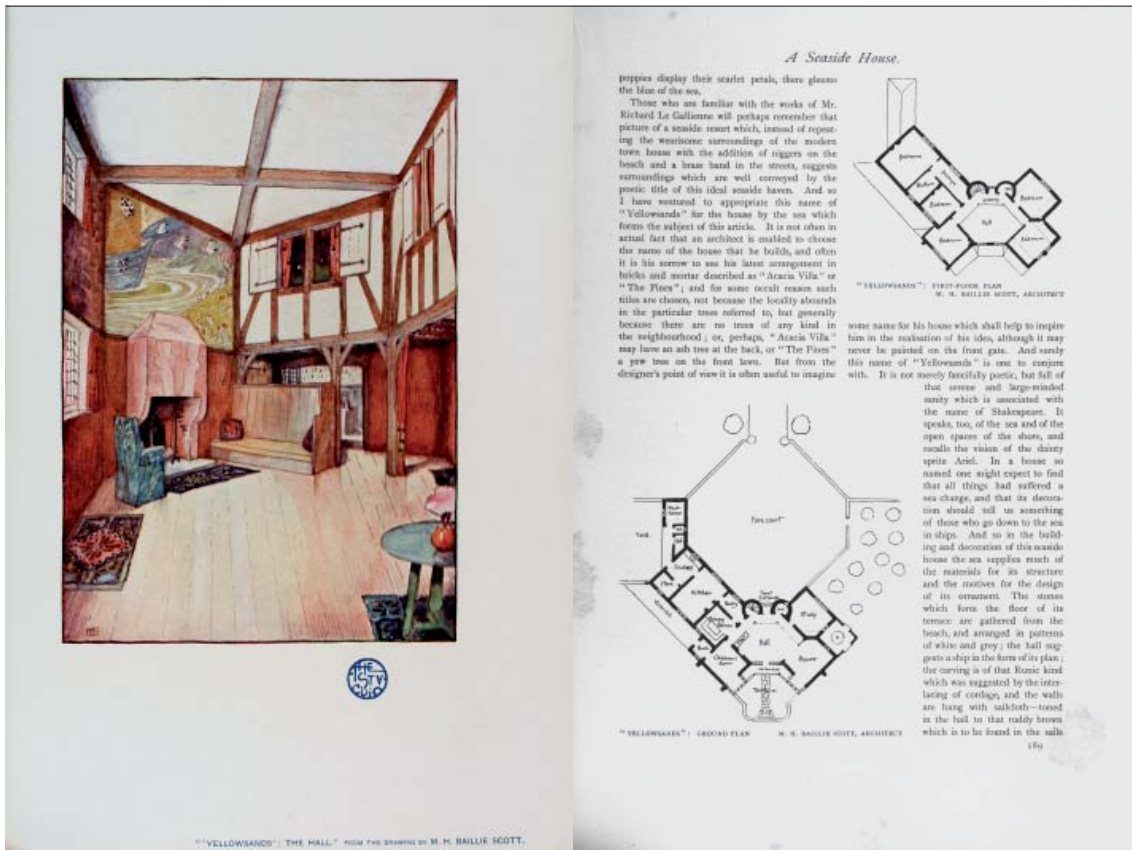 THE
STV
DIO
"'YELLOWSANDS': THE HALL." FROM THE DRAWING BY M. H. BAILLIE SCOTT.
A Seaside House.
poppies display their scarlet petals, there gleams
the blue of the sea.
Those who are familiar with the works of Mr.
Richard Le Gallienne will perhaps remember that
picture of a seaside resort which, instead of repeat-
ing the wearisome surroundings of the modern
town house with the addition of niggers on the
beach and a brass band in the streets, suggests
surroundings which are well conveyed by the
poetic title of this ideal seaside haven. And so
I have ventured to appropriate this name of
"Yellowsands" for the house by the sea which
forms the subject of this article. It is not often in
actual fact that an architect is enabled to choose
the name of the house that he builds, and often
it is his sorrow to see his latest arrangement in
bricks and mortar described as "Acacia Villa" or
"The Pines"; and for some occult reason such
titles are chosen, not because the locality abounds
in the particular trees referred to, but generally
because there are no trees of any kind in
the neighbourhood; or, perhaps, "Acacia Villa"
may have an ash tree at the back, or "The Pines"
a yew tree on the front lawn. But from the
designer's point of view it is often useful to imagine
Bedroom
Bedroom
Bedroom
Bedroom
Bedroom
Hall
"YELLOWSANDS": FIRST-FLOOR PLAN
M. H. BAILLIE SCOTT, ARCHITECT
some name for his house which shall help to inspire
him in the realisation of his idea, although it may
never be painted on the front gate. And surely
this name of "Yellowsands" is one to conjure
with. It is not merely fancifully poetic, but full of
that serene and large-minded
sanity which is associated with
the name of Shakespeare. It
speaks, too, of the sea and of the
open spaces of the shore, and
recalls the vision of the dainty
sprite Ariel. In a house so
named one might expect to find
that all things had suffered a
sea change, and that its decora-
tion should tell us something
of those who go down to the sea
in ships. And so in the build-
ing and decoration of this seaside
house the sea supplies much of
the materials for its structure
and the motives for the design
of its ornament. The stones
which form the floor of its
terrace are gathered from the
beach, and arranged in patterns
of white and grey; the hall sug-
gests a ship in the form of its plan;
the carving is of that Runic kind
which was suggested by the inter-
lacing of cordage, and the walls
are hung with sailcloth—toned
in the hall to that ruddy brown
which is to be found in the sails
Forecourt
Yard
Scullery
Kitchen
Study
Hall
Bower
Children's
Room
"YELLOWSANDS": GROUND PLAN M. H. BAILLIE SCOTT, ARCHITECT
189